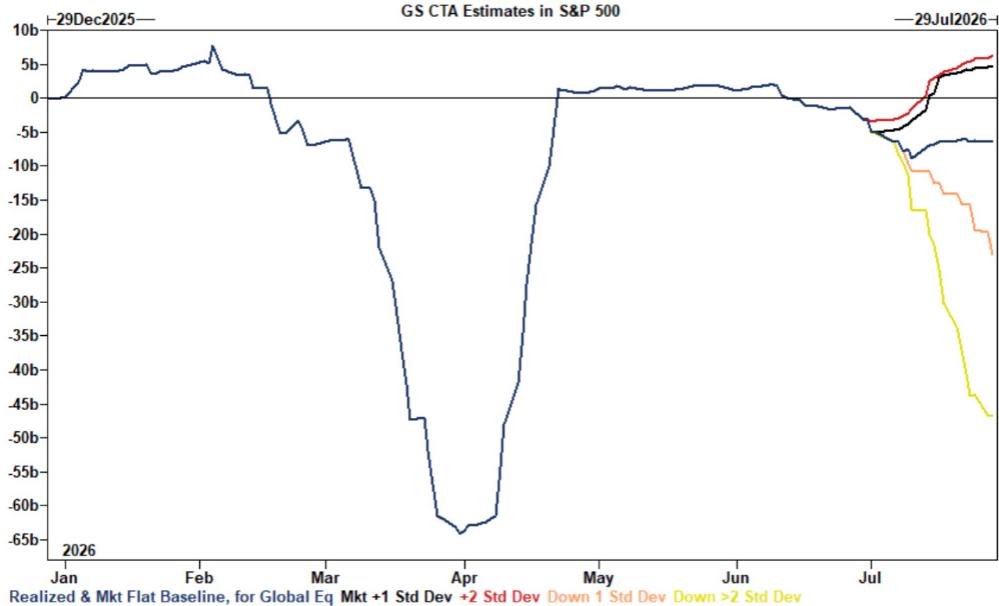 GS CTA Estimates in S&P 500
29Dec2025
29Jul2026
10b
5b
0
-5b
-10b
-15b
-20b
-25b
-30b
-35b
-40b
-45b
-50b
-55b
-60b
-65b
2026
Jan Feb Mar Apr May Jun Jul
Realized & Mkt Flat Baseline, for Global Eq Mkt +1 Std Dev +2 Std Dev Down 1 Std Dev Down >2 Std Dev